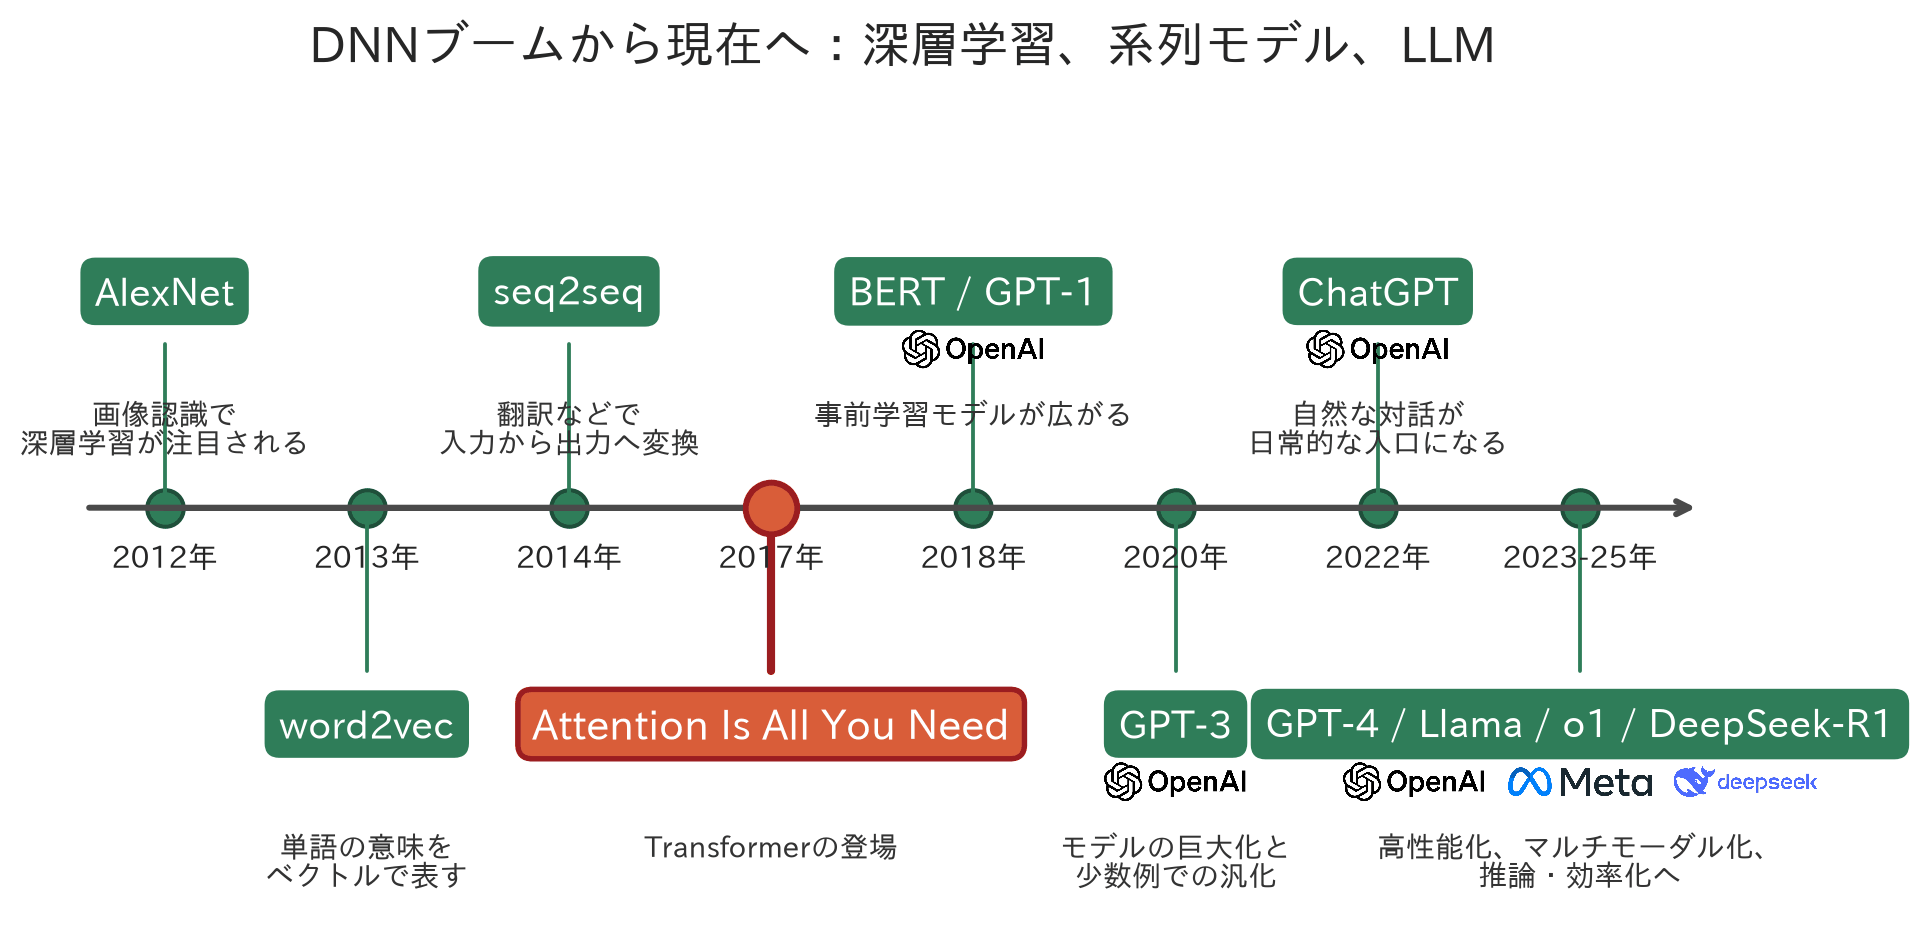 DNNブームから現在へ：深層学習、系列モデル、LLM
AlexNet
seq2seq
BERT / GPT-1
ChatGPT
OpenAI
OpenAI
画像認識で
深層学習が注目される
翻訳などで
入力から出力へ変換
事前学習モデルが広がる
自然な対話が
日常的な入口になる
2012年
2013年
2014年
2017年
2018年
2020年
2022年
2023-25年
word2vec
Attention Is All You Need
GPT-3
GPT-4 / Llama / o1 / DeepSeek-R1
OpenAI
OpenAI
Meta
deepseek
単語の意味を
ベクトルで表す
Transformerの登場
モデルの巨大化と
少数例での汎化
高性能化、マルチモーダル化、
推論・効率化へ